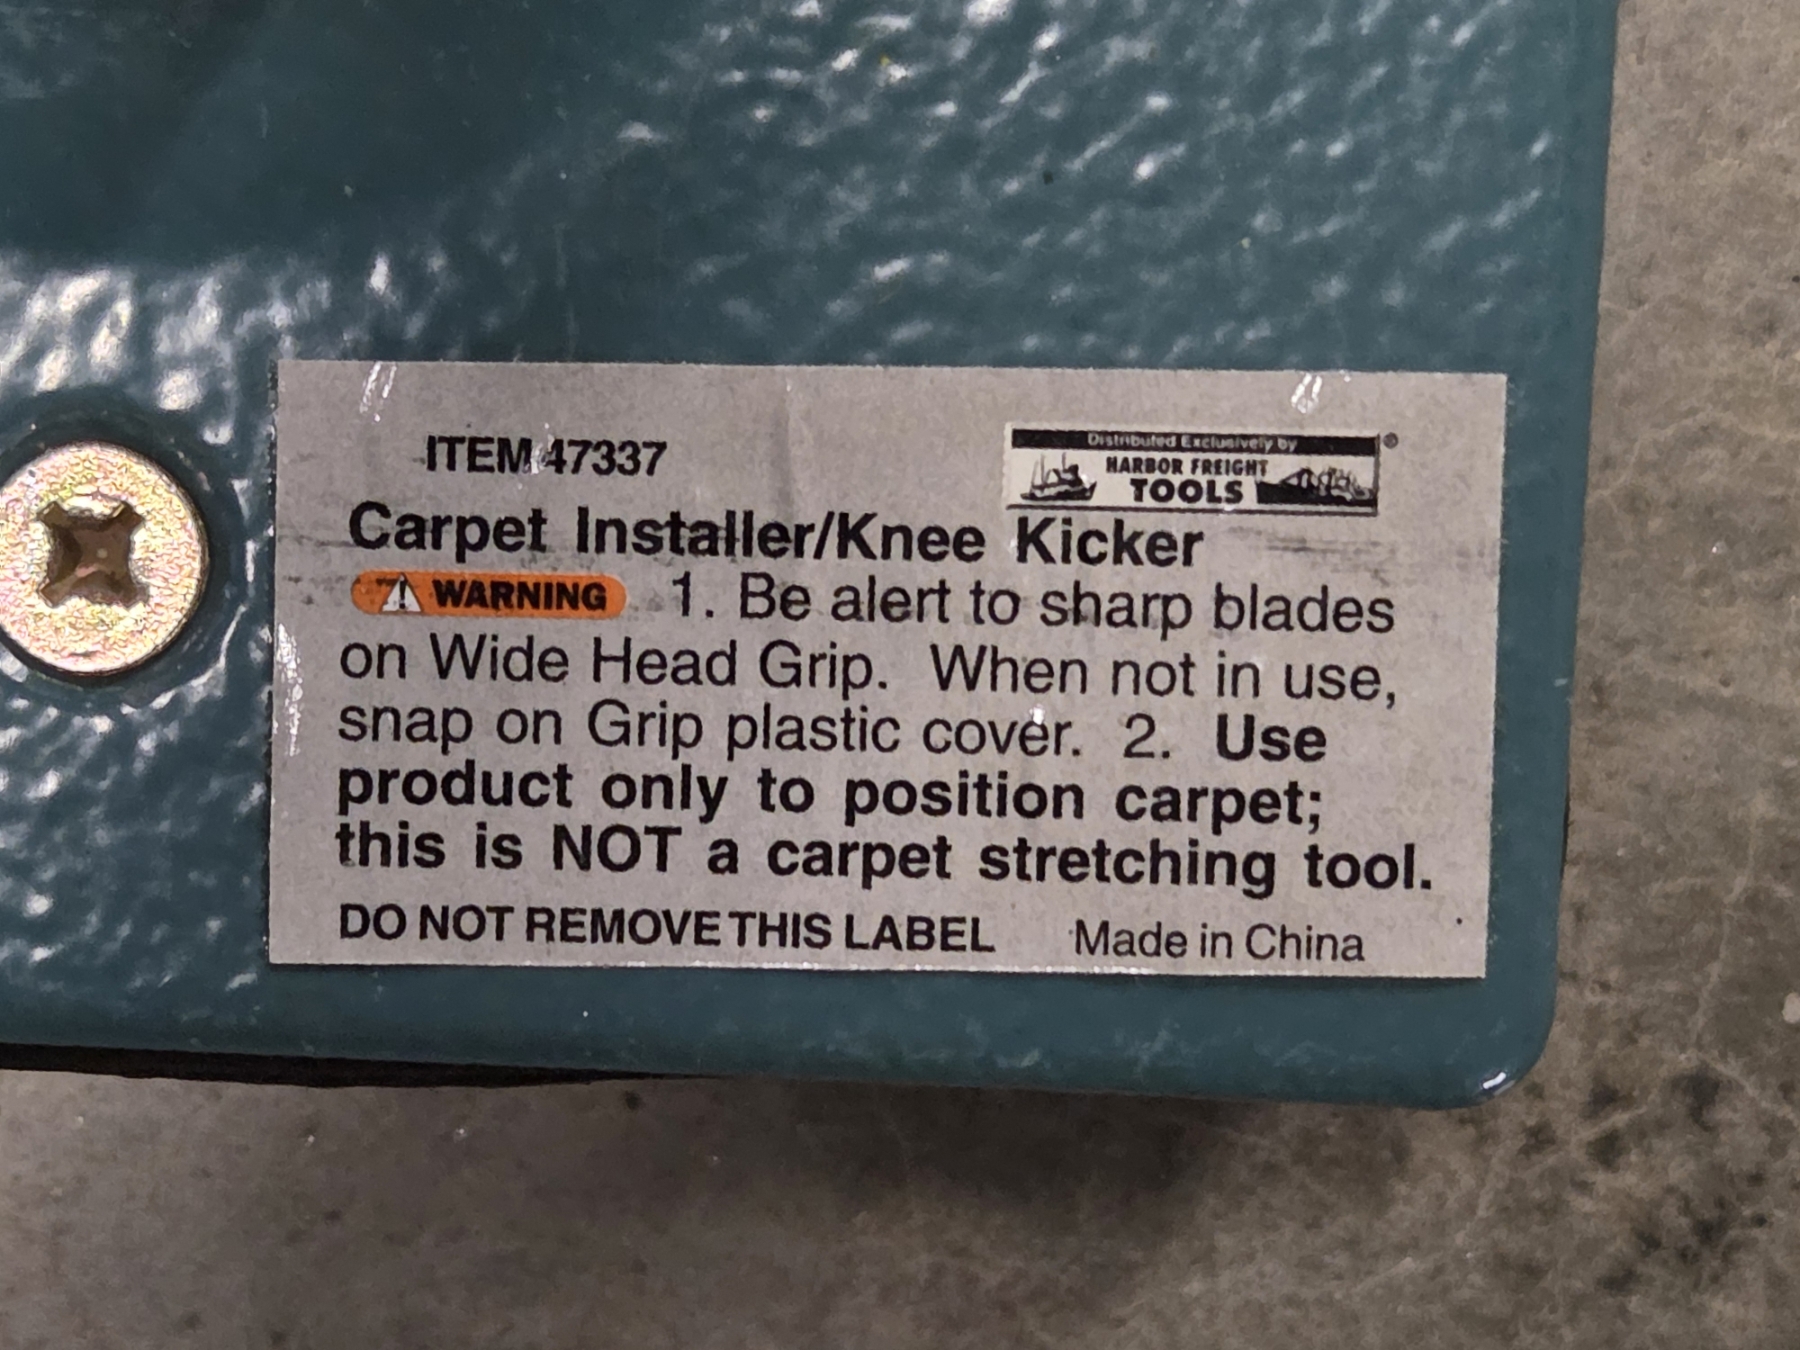 ITEM 47337
Distributed Exclusively by ®
HARBOR FREIGHT
TOOLS
Carpet Installer/Knee Kicker
⚠ WARNING 1. Be alert to sharp blades
on Wide Head Grip. When not in use,
snap on Grip plastic cover. 2. Use
product only to position carpet;
this is NOT a carpet stretching tool.
DO NOT REMOVE THIS LABEL Made in China